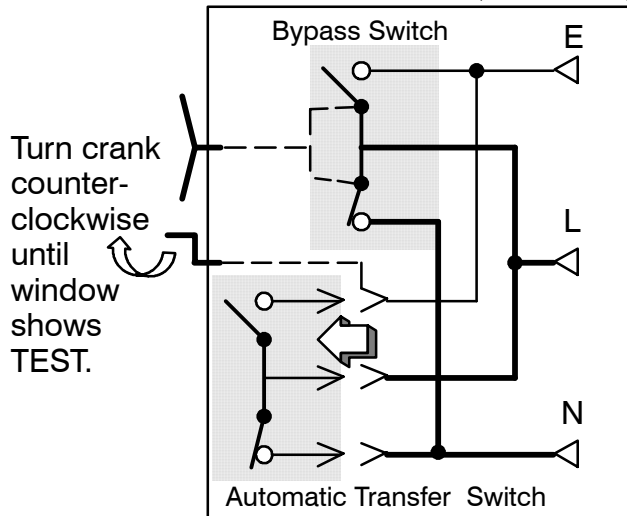 Bypass Switch
E
Turn crank
counter-
clockwise
until
window
shows
TEST.
L
N
Automatic Transfer Switch